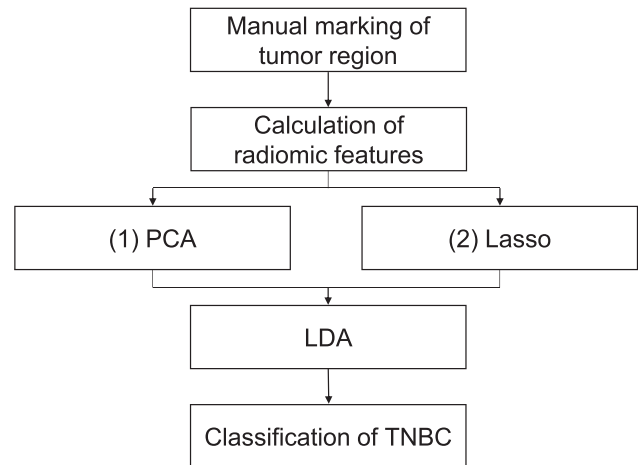 Manual marking of
tumor region
Calculation of
radiomic features
(1) PCA
(2) Lasso
LDA
Classification of TNBC